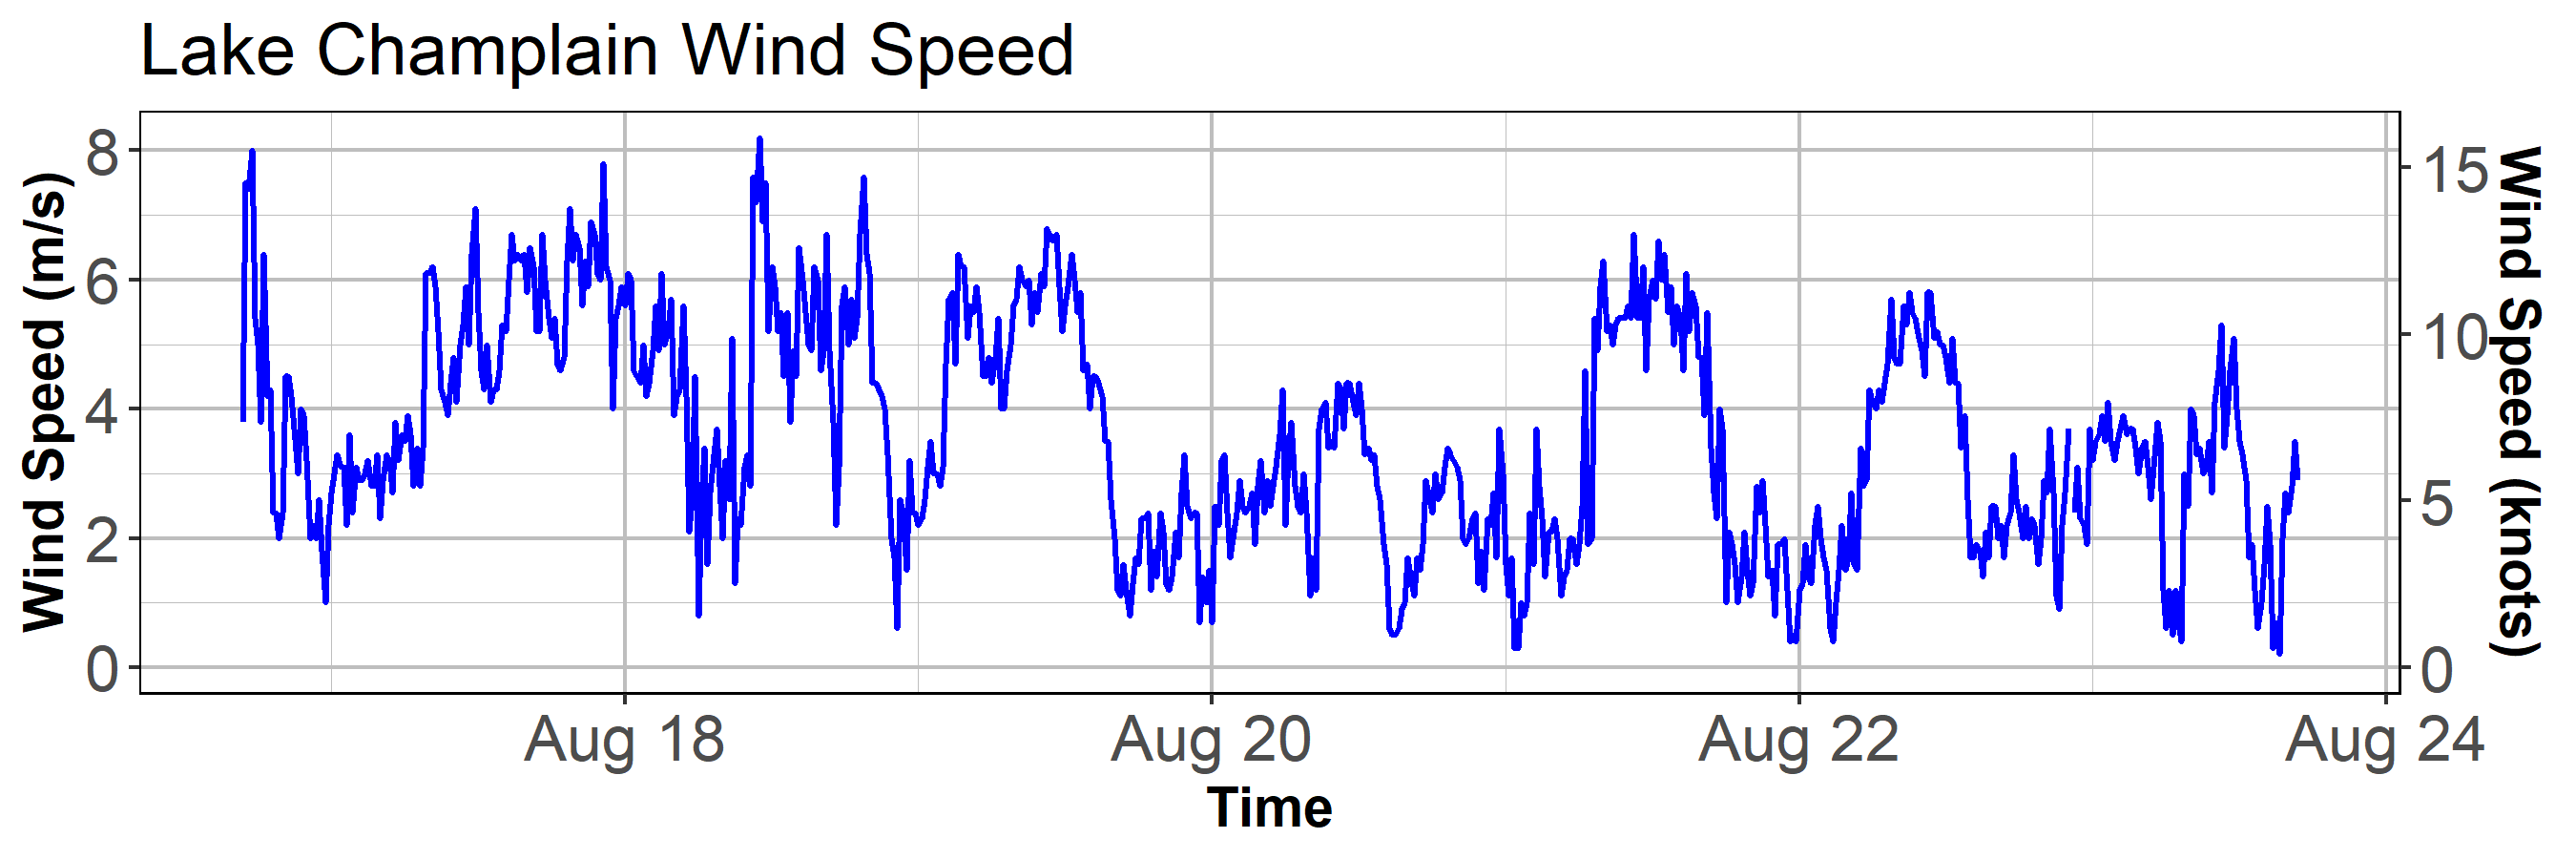 Lake Champlain Wind Speed
Wind Speed (m/s)
8
6
4
2
0
15
10
5
0
Wind Speed (knots)
Aug 18 Aug 20 Aug 22 Aug 24
Time